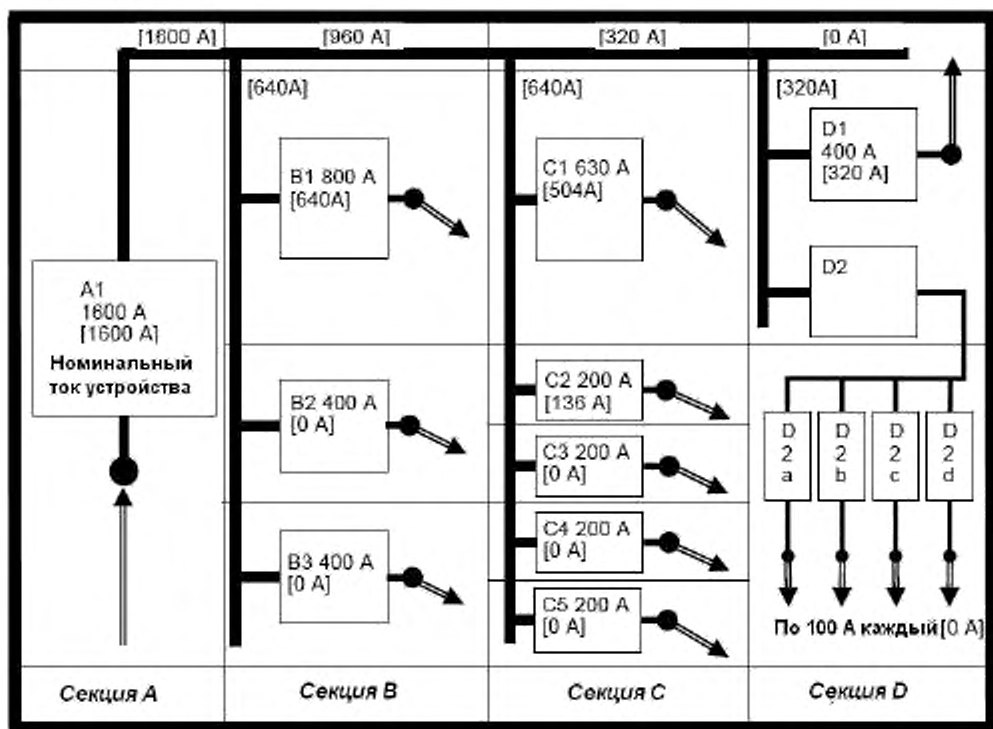 [1600 A]
[960 A]
[320 A]
[0 A]
[640A]
[640A]
[320A]
A1
1600 A
[1600 A]
Номинальный
ток устройства
B1 800 A
[640A]
B2 400 A
[0 A]
B3 400 A
[0 A]
C1 630 A
[504A]
C2 200 A
[136 A]
C3 200 A
[0 A]
C4 200 A
[0 A]
C5 200 A
[0 A]
D1
400 A
[320 A]
D2
D
2
a
D
2
b
D
2
c
D
2
d
По 100 А каждый[0 A]
Секция A
Секция B
Секция C
Секция D